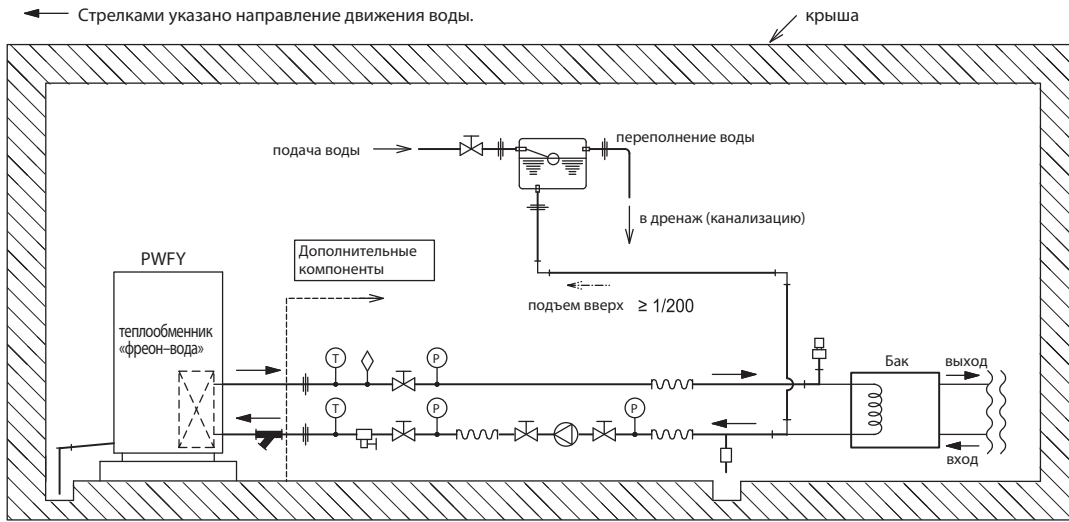 Стрелками указано направление движения воды.
крыша
подача воды
переполнение воды
в дренаж (канализацию)
PWFY
Дополнительные
компоненты
подъем вверх ≥ 1/200
теплообменник
«фреон–вода»
Бак
выход
T
P
T
P
P
вход